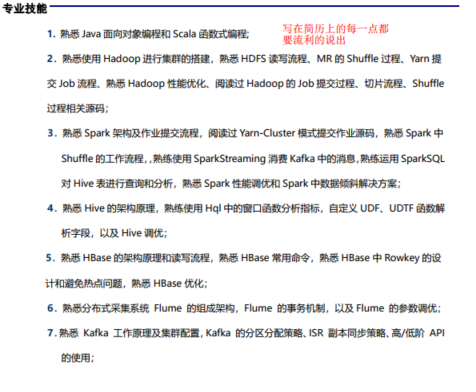 专业技能
1. 熟悉 Java 面向对象编程和 Scala 函数式编程;
写在简历上的每一点都
要流利的说出
2. 熟悉使用 Hadoop 进行集群的搭建，熟悉 HDFS 读写流程、MR 的 Shuffle 过程、Yarn 提
交 Job 流程、熟悉 Hadoop 性能优化、阅读过 Hadoop 的 Job 提交过程、切片流程、Shuffle
过程相关源码；
3. 熟悉 Spark 架构及作业提交流程，阅读过 Yarn-Cluster 模式提交作业源码，熟悉 Spark 中
Shuffle 的工作流程，，熟练使用 SparkStreaming 消费 Kafka 中的消息，熟练运用 SparkSQL
对 Hive 表进行查询和分析，熟悉 Spark 性能调优和 Spark 中数据倾斜解决方案；
4. 熟悉 Hive 的架构原理，熟练使用 Hql 中的窗口函数分析指标，自定义 UDF、UDTF 函数解
析字段，以及 Hive 调优；
5. 熟悉 HBase 的架构原理和读写流程，熟悉 HBase 常用命令，熟悉 HBase 中 Rowkey 的设
计和避免热点问题，熟悉 HBase 优化；
6. 熟悉分布式采集系统 Flume 的组成架构，Flume 的事务机制，以及 Flume 的参数调优；
7. 熟悉 Kafka 工作原理及集群配置，Kafka 的分区分配策略、ISR 副本同步策略、高/低阶 API
的使用；